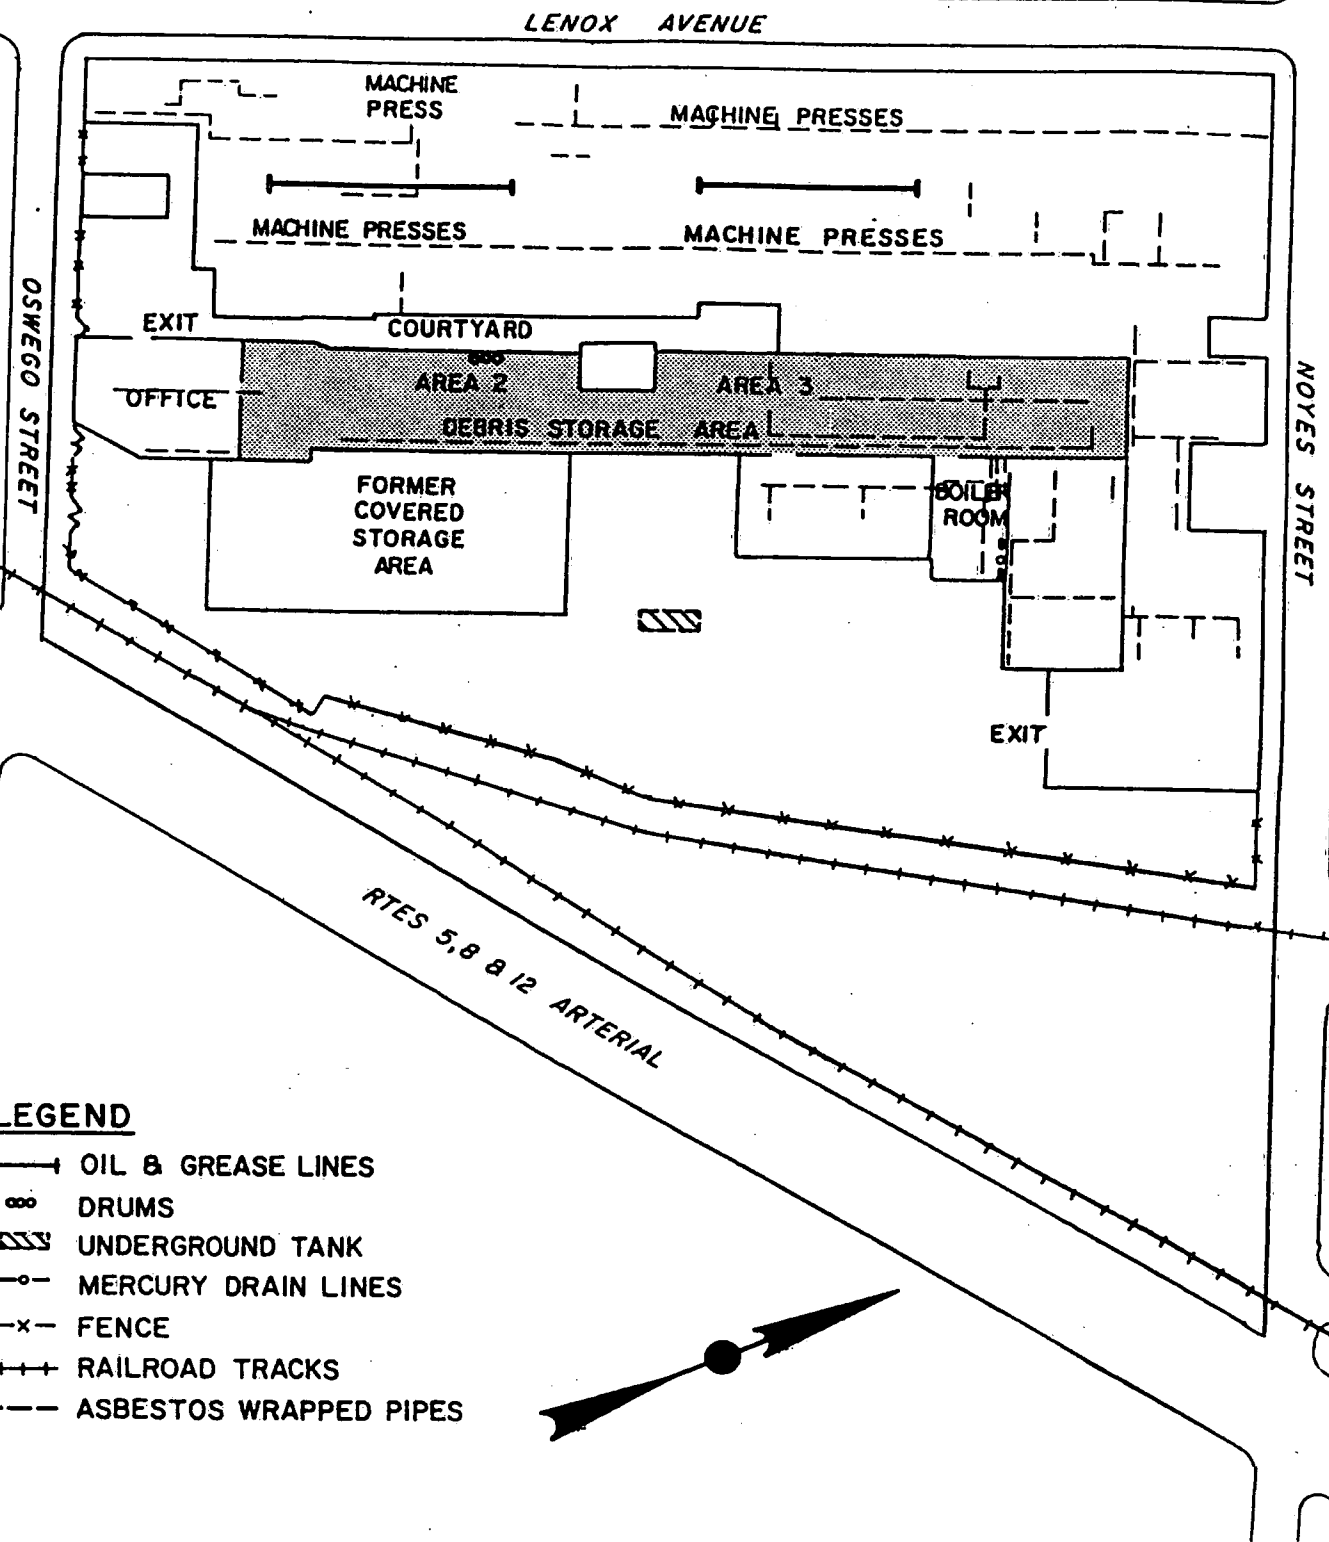 LENOX AVENUE
MACHINE
PRESS
MACHINE PRESSES
MACHINE PRESSES
MACHINE PRESSES
OSWEGO STREET
EXIT
COURTYARD
AREA 2
AREA 3
OFFICE
DEBRIS STORAGE AREA
NOYES STREET
FORMER
COVERED
STORAGE
AREA
BOILER
ROOM
EXIT
RTES 5,8 & 12 ARTERIAL
LEGEND
OIL & GREASE LINES
DRUMS
UNDERGROUND TANK
MERCURY DRAIN LINES
FENCE
RAILROAD TRACKS
ASBESTOS WRAPPED PIPES